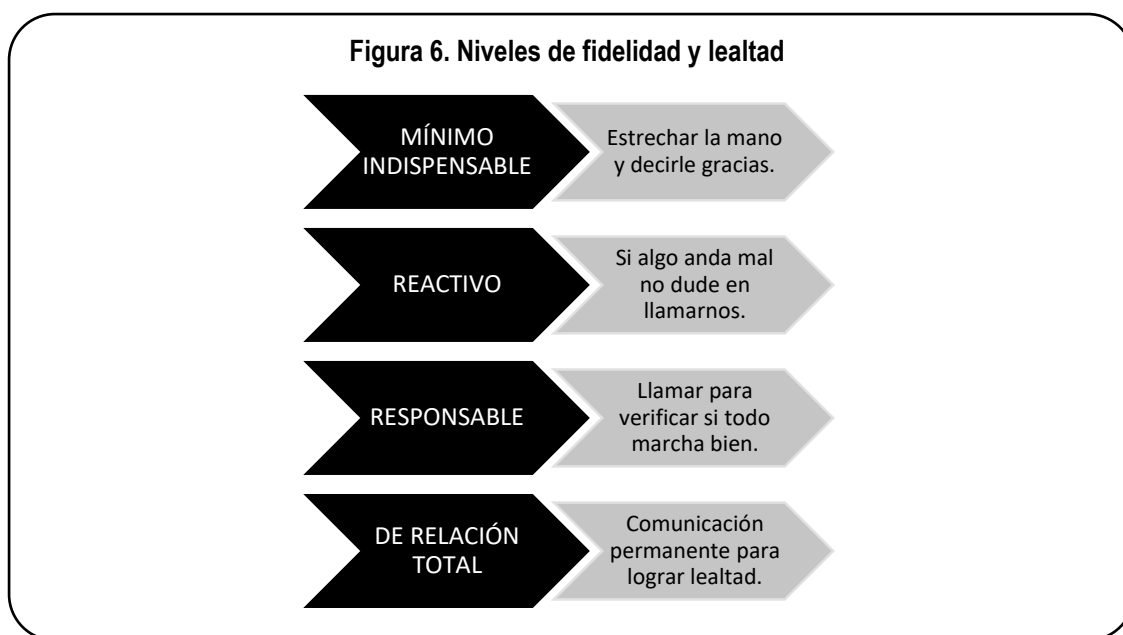 Figura 6. Niveles de fidelidad y lealtad
MÍNIMO
INDISPENSABLE
Estrechar la mano
y decirle gracias.
REACTIVO
Si algo anda mal
no dude en
llamarnos.
RESPONSABLE
Llamar para
verificar si todo
marcha bien.
DE RELACIÓN
TOTAL
Comunicación
permanente para
lograr lealtad.